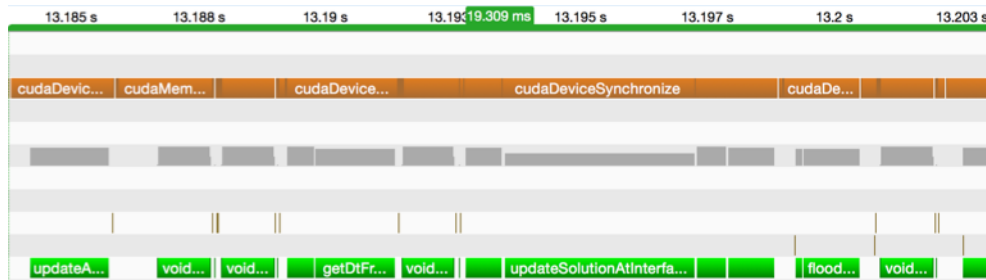 13.185 s 13.188 s 13.19 s 13.193 19.309 ms 13.195 s 13.197 s 13.2 s 13.203 s
cudaDevic... cudaMem... cudaDevice... cudaDeviceSynchronize cudaDe...
updateA... void... void... getDtFr... void... updateSolutionAtInterfa... flood... void...